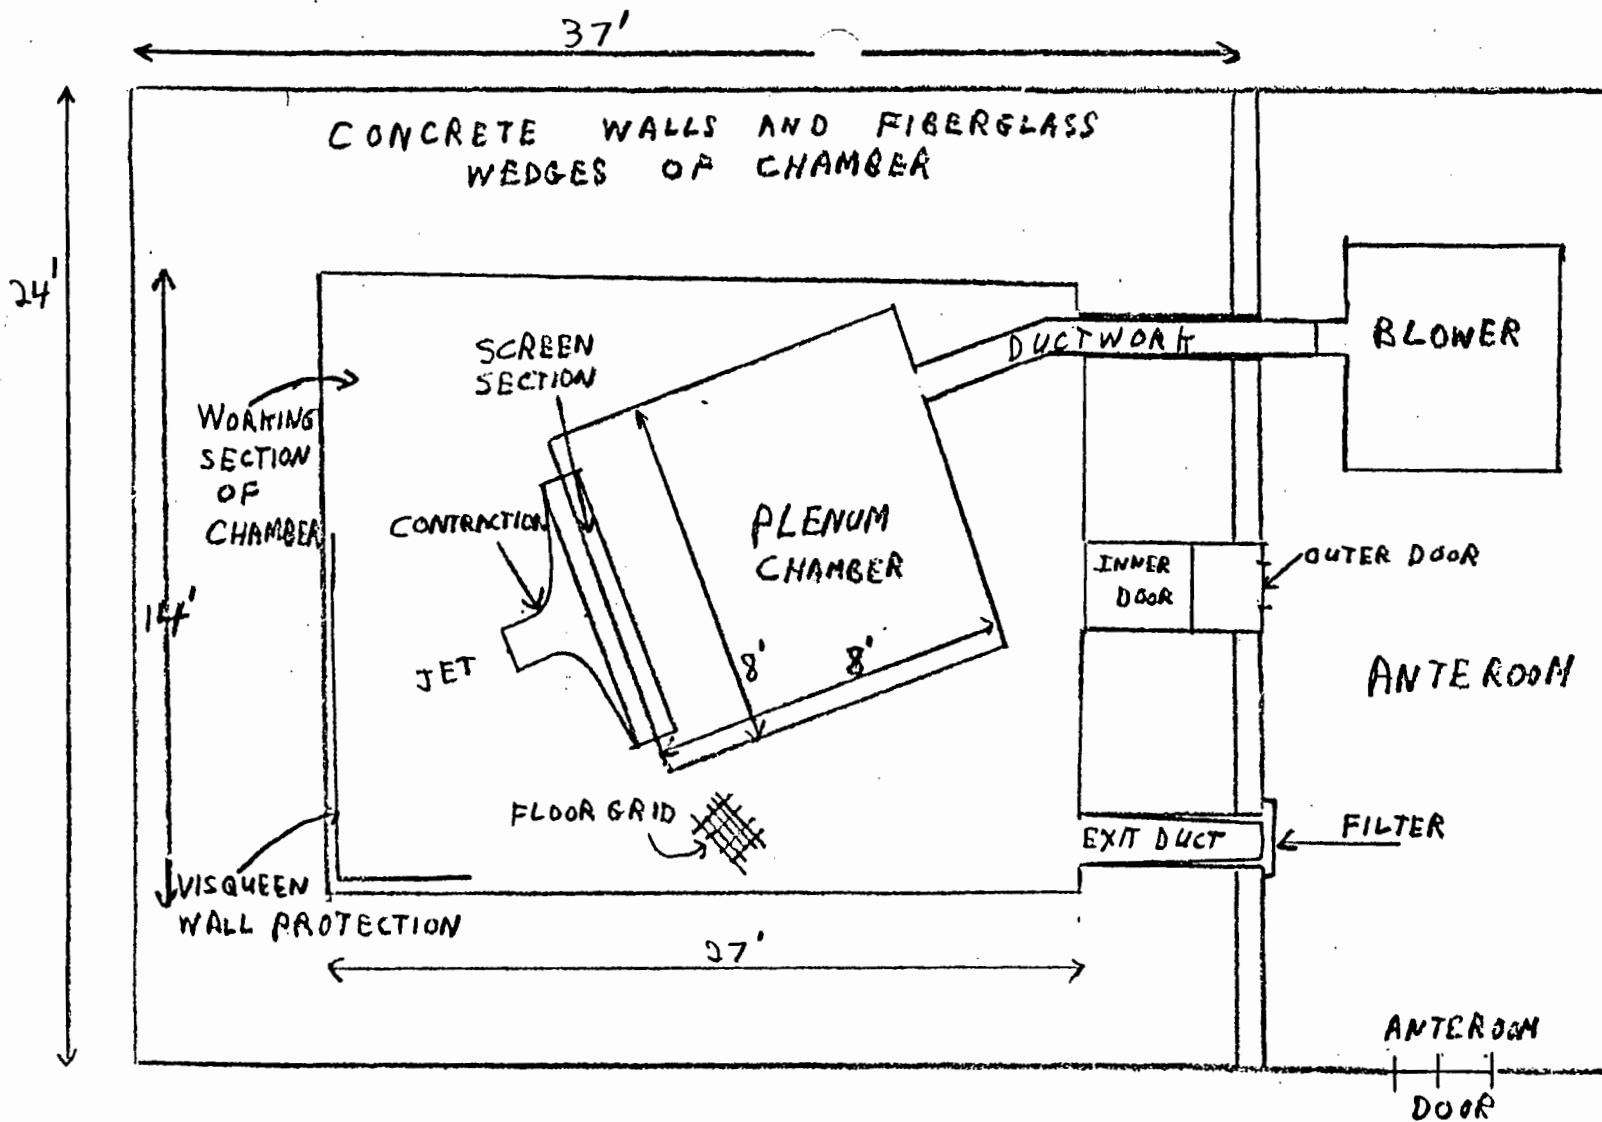 37'
CONCRETE WALLS AND FIBERGLASS
WEDGES OF CHAMBER
24'
SCREEN
SECTION
DUCTWORK
BLOWER
WORKING
SECTION
OF
CHAMBER
CONTRACTION
PLENUM
CHAMBER
INNER
DOOR
OUTER DOOR
14'
JET
8'
8'
ANTEROOM
FLOOR GRID
EXIT DUCT
FILTER
VISQUEEN
WALL PROTECTION
27'
ANTEROOM
DOOR